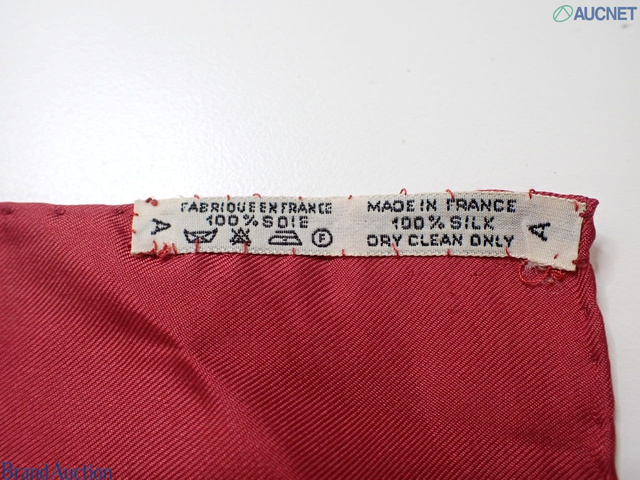 AUCNET
FABRIQUE EN FRANCE
100% SOIE
A
F
MADE IN FRANCE
100% SILK
DRY CLEAN ONLY
A
Brand Auction